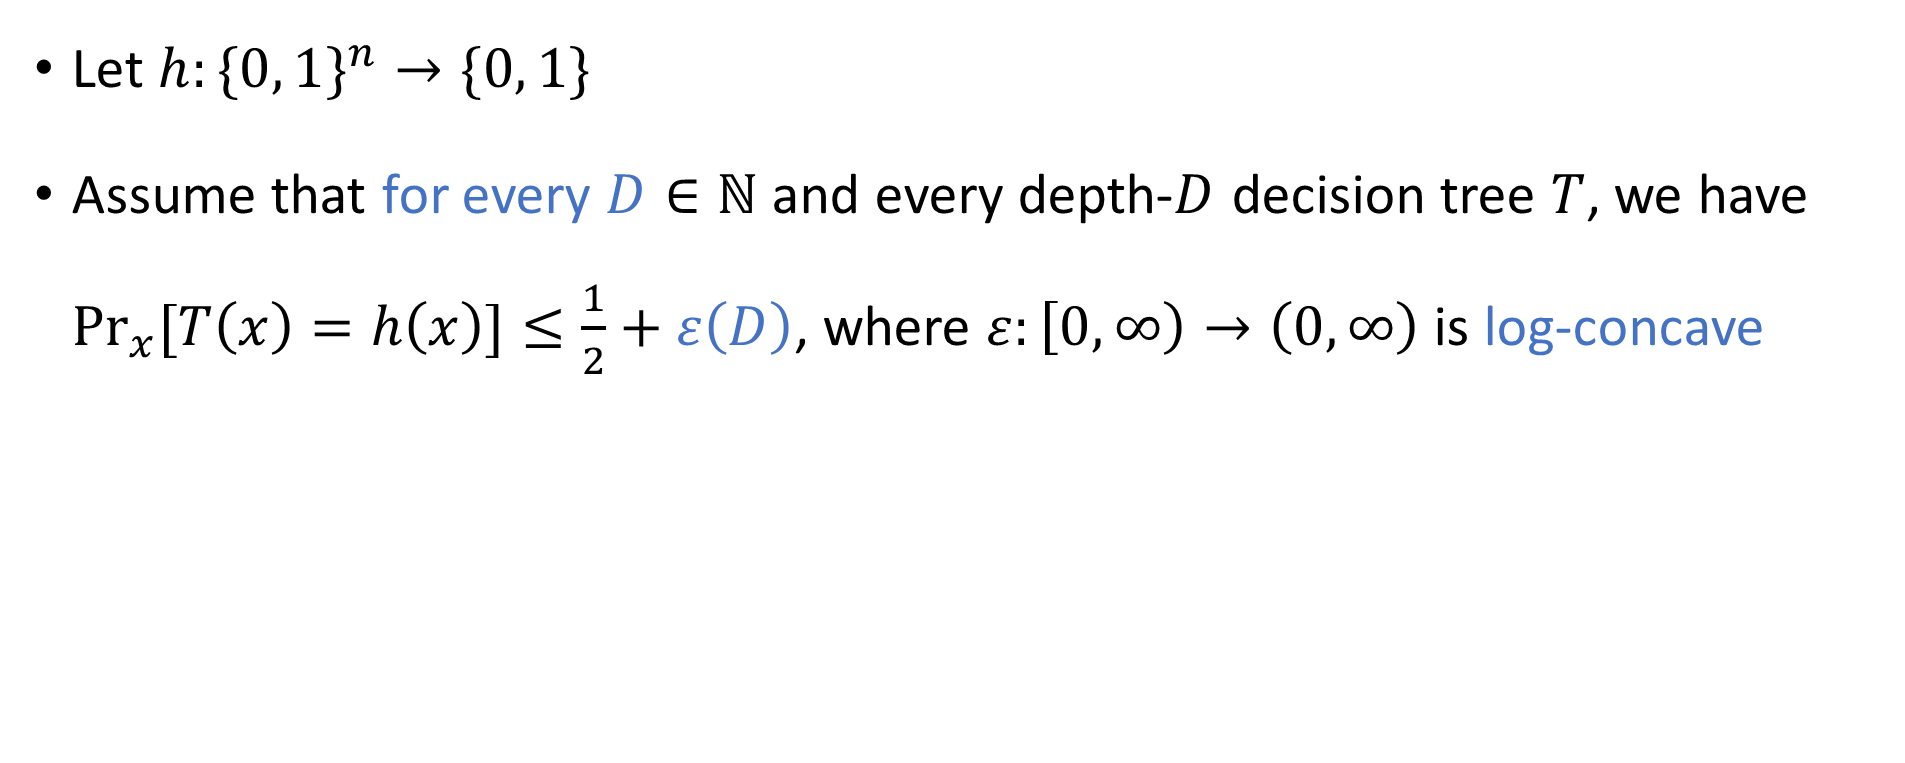 • Let ℎ: {0, 1}ⁿ → {0, 1}
• Assume that for every 𝐷 ∈ ℕ and every depth-𝐷 decision tree 𝑇, we have
Prₓ[𝑇(𝑥) = ℎ(𝑥)] ≤ 1/2 + 𝜀(𝐷), where 𝜀: [0, ∞) → (0, ∞) is log-concave